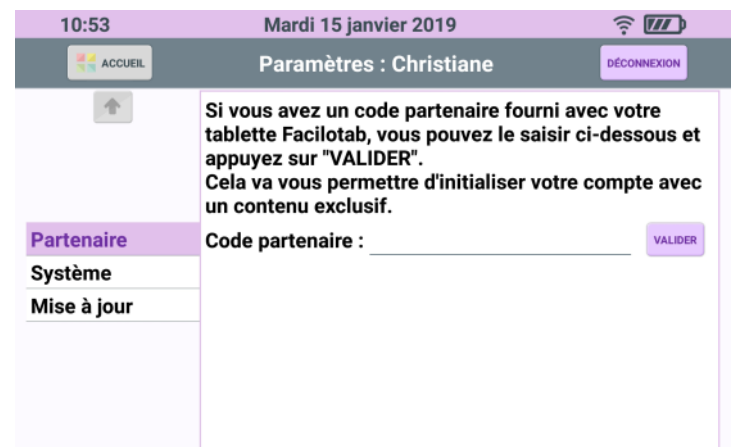 10:53
Mardi 15 janvier 2019
ACCUEIL
Paramètres : Christiane
DÉCONNEXION
Si vous avez un code partenaire fourni avec votre
tablette Facilotab, vous pouvez le saisir ci-dessous et
appuyez sur "VALIDER".
Cela va vous permettre d'initialiser votre compte avec
un contenu exclusif.
Partenaire
Système
Mise à jour
Code partenaire :
VALIDER